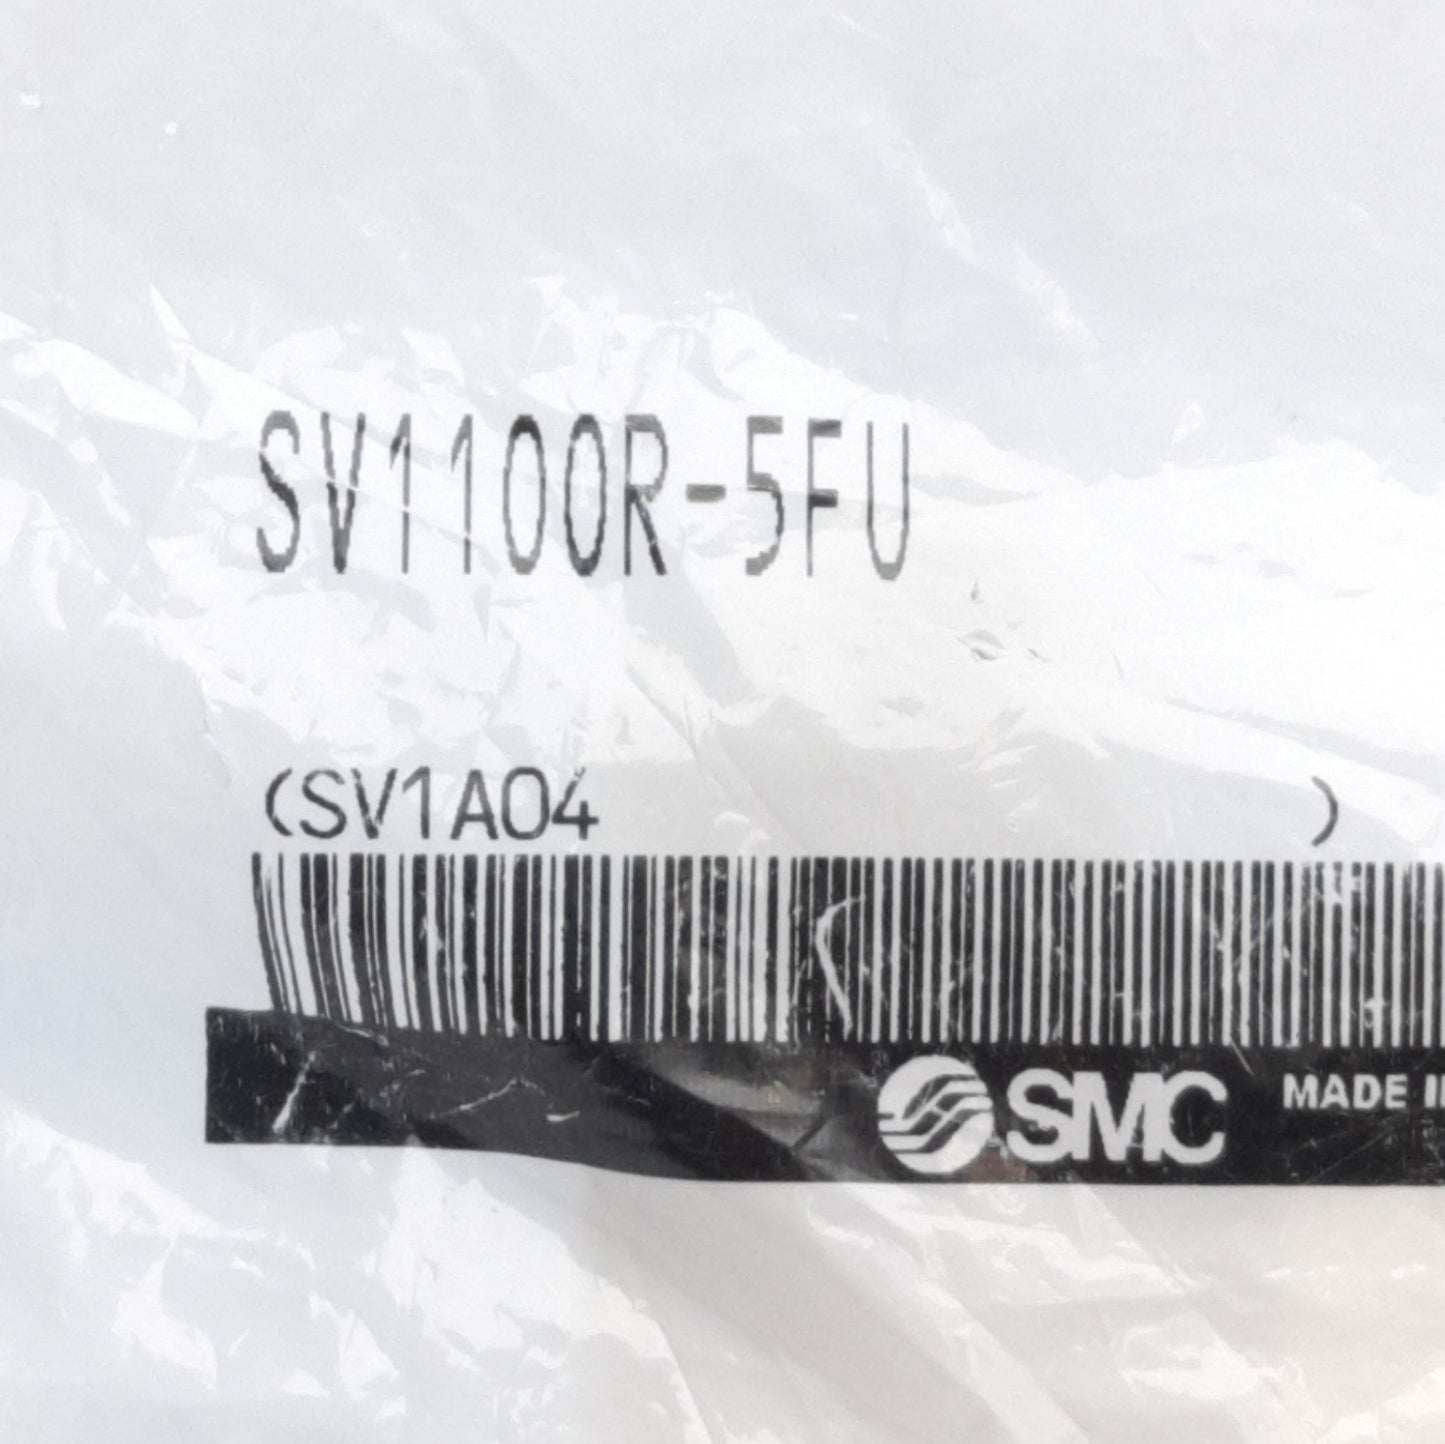 SV1100R-5FU
(SV1A04 )
SMC MADE